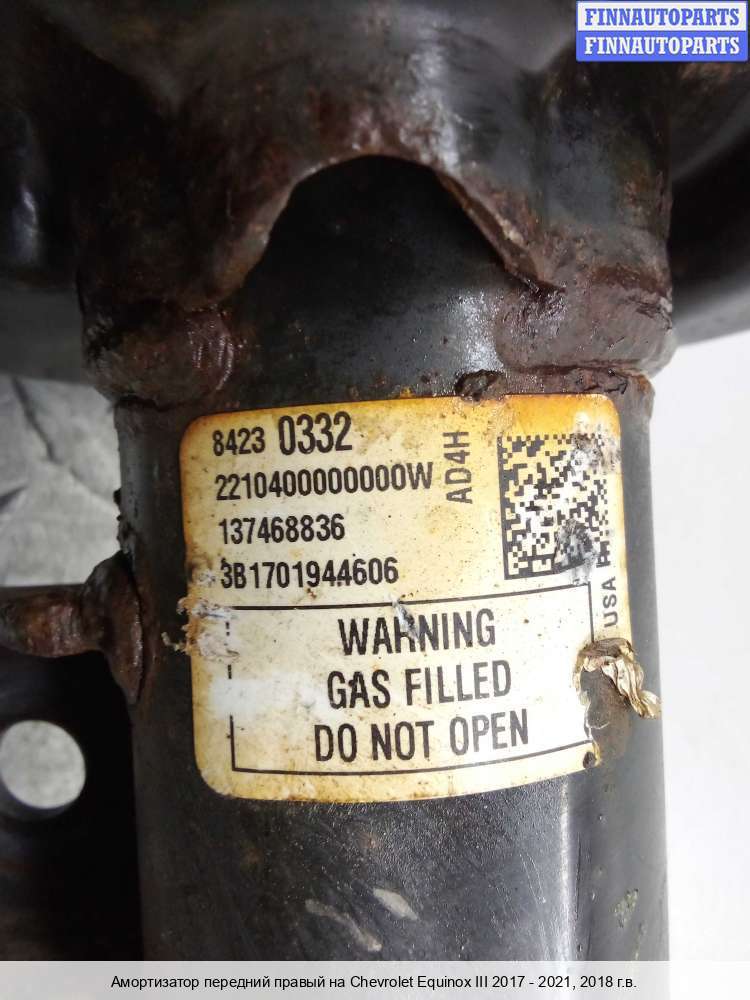 FINNAUTOPARTS
FINNAUTOPARTS
8423 0332
2210400000000W
AD4H
137468836
3B1701944606
USA
WARNING
GAS FILLED
DO NOT OPEN
Амортизатор передний правый на Chevrolet Equinox III 2017 - 2021, 2018 г.в.